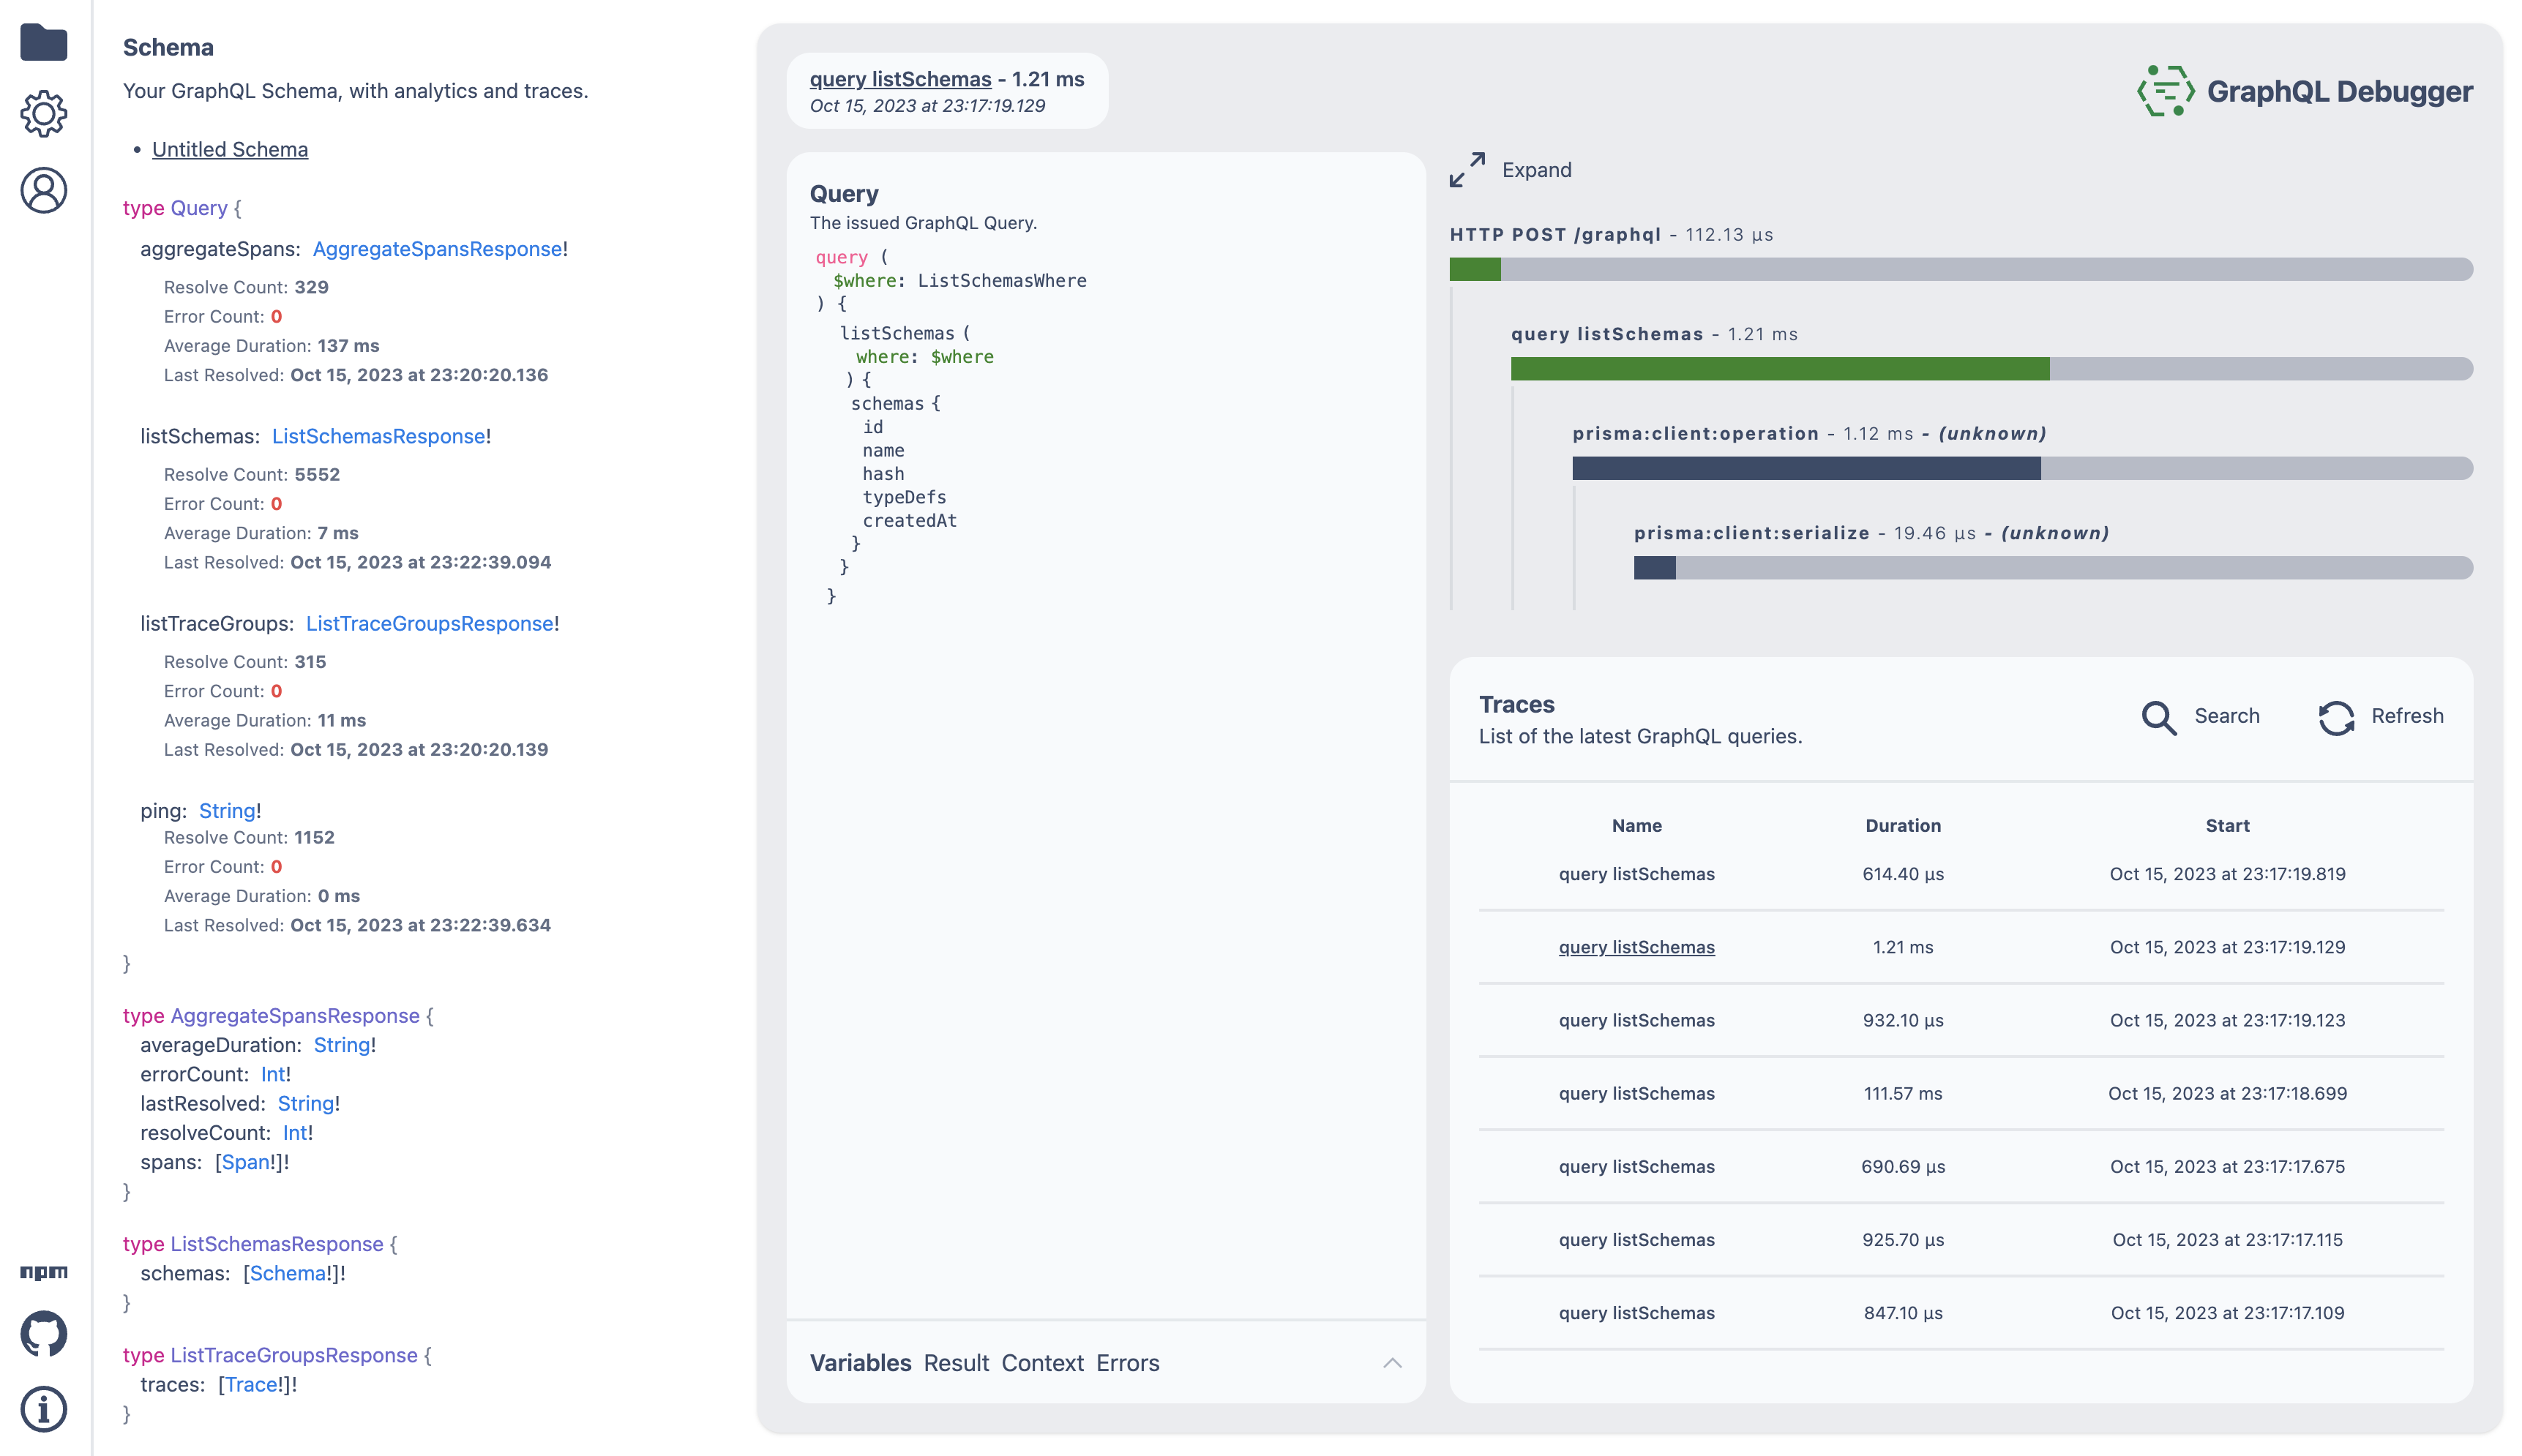 Schema
Your GraphQL Schema, with analytics and traces.
• Untitled Schema
type Query {
aggregateSpans: AggregateSpansResponse!
Resolve Count: 329
Error Count: 0
Average Duration: 137 ms
Last Resolved: Oct 15, 2023 at 23:20:20.136
listSchemas: ListSchemasResponse!
Resolve Count: 5552
Error Count: 0
Average Duration: 7 ms
Last Resolved: Oct 15, 2023 at 23:22:39.094
listTraceGroups: ListTraceGroupsResponse!
Resolve Count: 315
Error Count: 0
Average Duration: 11 ms
Last Resolved: Oct 15, 2023 at 23:20:20.139
ping: String!
Resolve Count: 1152
Error Count: 0
Average Duration: 0 ms
Last Resolved: Oct 15, 2023 at 23:22:39.634
}
type AggregateSpansResponse {
averageDuration: String!
errorCount: Int!
lastResolved: String!
resolveCount: Int!
spans: [Span!]!
}
type ListSchemasResponse {
schemas: [Schema!]!
}
type ListTraceGroupsResponse {
traces: [Trace!]!
}
npm
query listSchemas - 1.21 ms
Oct 15, 2023 at 23:17:19.129
GraphQL Debugger
Query
The issued GraphQL Query.
query (
$where: ListSchemasWhere
) {
listSchemas (
where: $where
) {
schemas {
id
name
hash
typeDefs
createdAt
}
}
}
Variables Result Context Errors
Expand
HTTP POST /graphql - 112.13 μs
query listSchemas - 1.21 ms
prisma:client:operation - 1.12 ms - (unknown)
prisma:client:serialize - 19.46 μs - (unknown)
Traces
List of the latest GraphQL queries.
Search
Refresh
Name Duration Start
query listSchemas 614.40 μs Oct 15, 2023 at 23:17:19.819
query listSchemas 1.21 ms Oct 15, 2023 at 23:17:19.129
query listSchemas 932.10 μs Oct 15, 2023 at 23:17:19.123
query listSchemas 111.57 ms Oct 15, 2023 at 23:17:18.699
query listSchemas 690.69 μs Oct 15, 2023 at 23:17:17.675
query listSchemas 925.70 μs Oct 15, 2023 at 23:17:17.115
query listSchemas 847.10 μs Oct 15, 2023 at 23:17:17.109